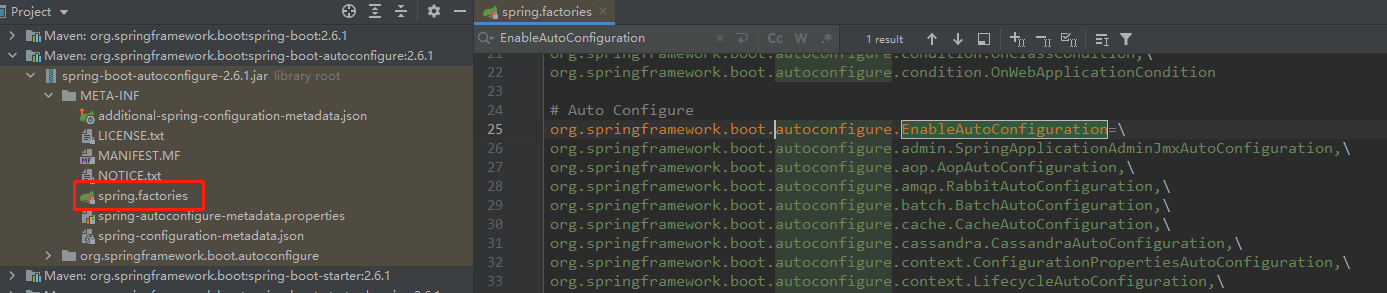 Project
Maven: org.springframework.boot:spring-boot:2.6.1
Maven: org.springframework.boot:spring-boot-autoconfigure:2.6.1
spring-boot-autoconfigure-2.6.1.jar library root
META-INF
additional-spring-configuration-metadata.json
LICENSE.txt
MANIFEST.MF
NOTICE.txt
spring.factories
spring-autoconfigure-metadata.properties
spring-configuration-metadata.json
org.springframework.boot.autoconfigure
Maven: org.springframework.boot:spring-boot-starter:2.6.1
spring.factories
EnableAutoConfiguration Cc W .* 1 result
21 org.springframework.boot.autoconfigure.condition.OnClassCondition,\
22 org.springframework.boot.autoconfigure.condition.OnWebApplicationCondition
23
24 # Auto Configure
25 org.springframework.boot.autoconfigure.EnableAutoConfiguration=\
26 org.springframework.boot.autoconfigure.admin.SpringApplicationAdminJmxAutoConfiguration,\
27 org.springframework.boot.autoconfigure.aop.AopAutoConfiguration,\
28 org.springframework.boot.autoconfigure.amqp.RabbitAutoConfiguration,\
29 org.springframework.boot.autoconfigure.batch.BatchAutoConfiguration,\
30 org.springframework.boot.autoconfigure.cache.CacheAutoConfiguration,\
31 org.springframework.boot.autoconfigure.cassandra.CassandraAutoConfiguration,\
32 org.springframework.boot.autoconfigure.context.ConfigurationPropertiesAutoConfiguration,\
33 org.springframework.boot.autoconfigure.context.LifecycleAutoConfiguration,\